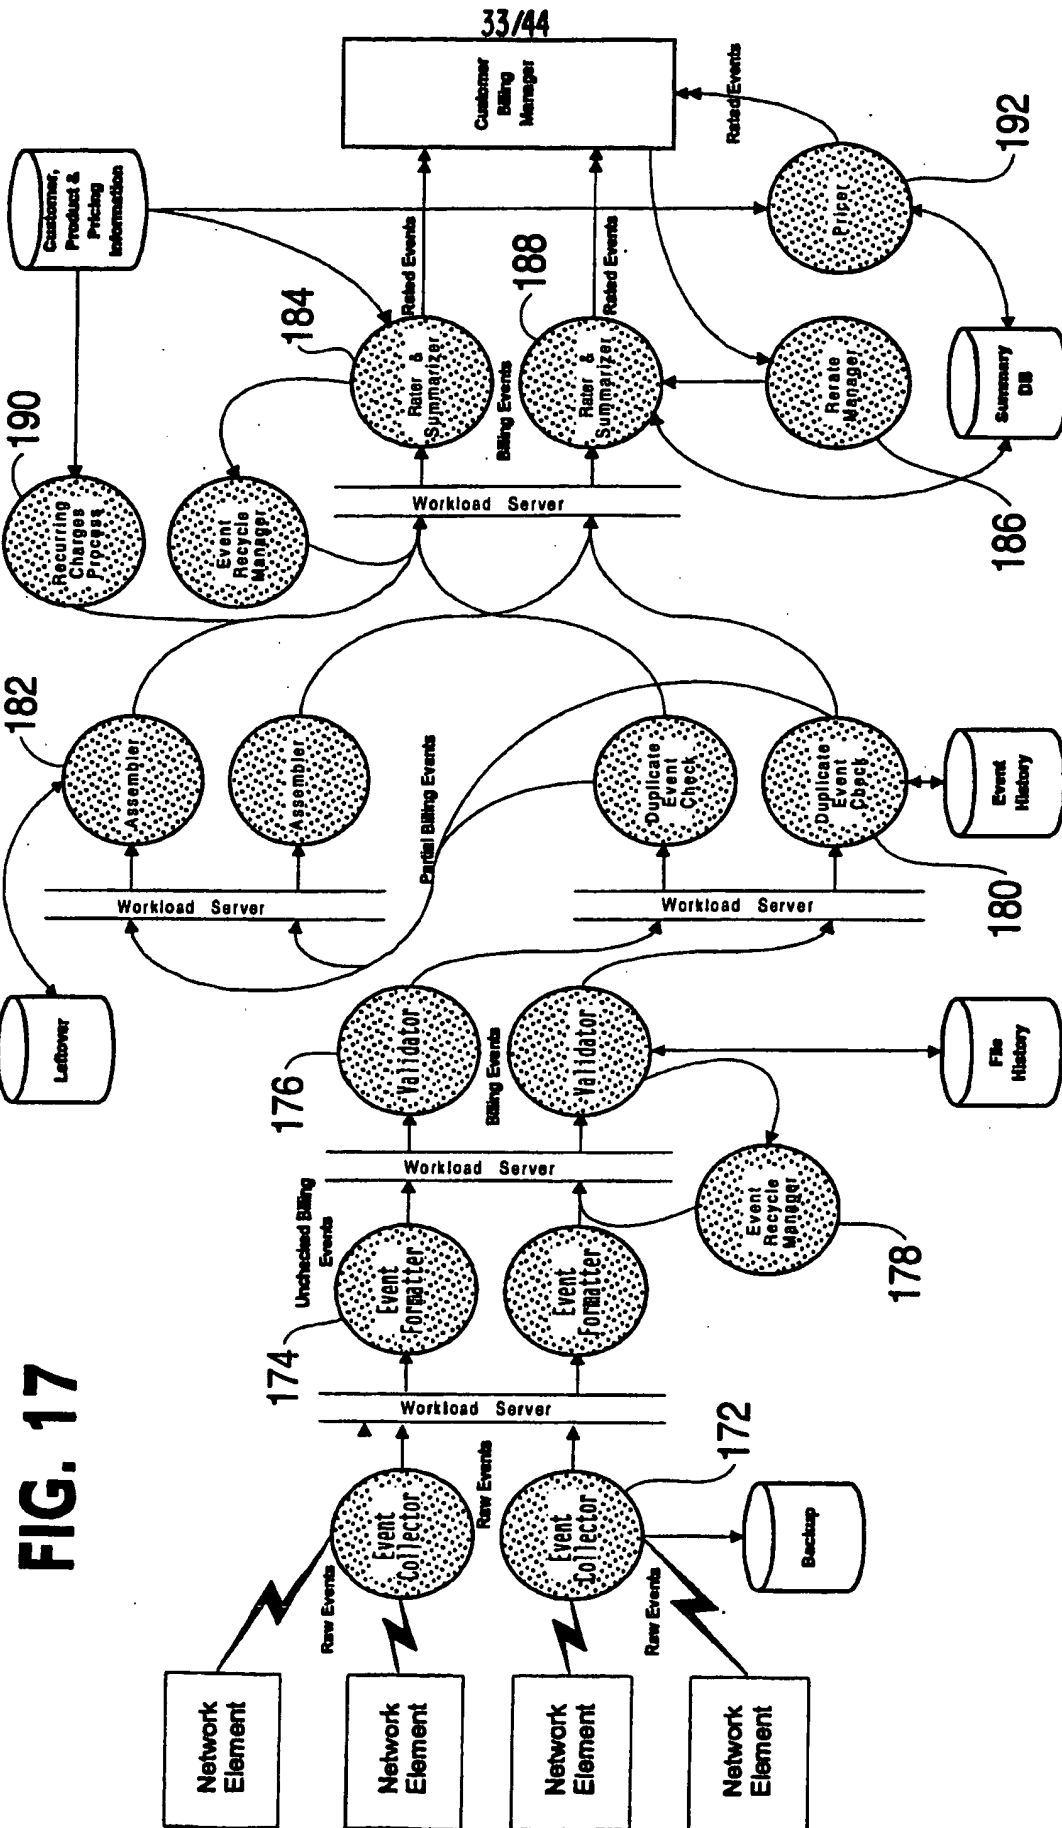 33/44
FIG. 17
Network
Element
Network
Element
Network
Element
Network
Element
Raw Events
Raw Events
Raw Events
Event
Collector
Event
Collector
172
Backup
Workload Server
174
Event
Formatter
Event
Formatter
Unchecked Billing
Events
Workload Server
176
Validator
Validator
Billing Events
Event
Recycle
Manager
178
File
History
Leftover
Workload Server
Workload Server
182
Assembler
Assembler
Partial Billing Events
Duplicate
Event
Check
Duplicate
Event
Check
180
Event
History
190
Recurring
Charges
Process
Event
Recycle
Manager
Workload Server
184
Rater &
Summarizer
Billing Events
188
Rater &
Summarizer
Rated Events
Rated Events
Rerate
Manager
186
Summary
DB
Customer,
Product &
Pricing
Information
Customer
Billing
Manager
Rated Events
Pricer
192